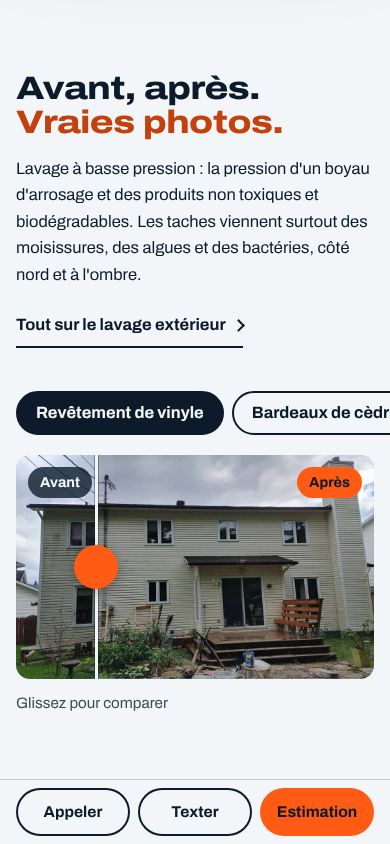 Avant, après.
Vraies photos.
Lavage à basse pression : la pression d'un boyau
d'arrosage et des produits non toxiques et
biodégradables. Les taches viennent surtout des
moisissures, des algues et des bactéries, côté
nord et à l'ombre.
Tout sur le lavage extérieur
Revêtement de vinyle
Bardeaux de cèdr
Avant
Après
Glissez pour comparer
Appeler
Texter
Estimation